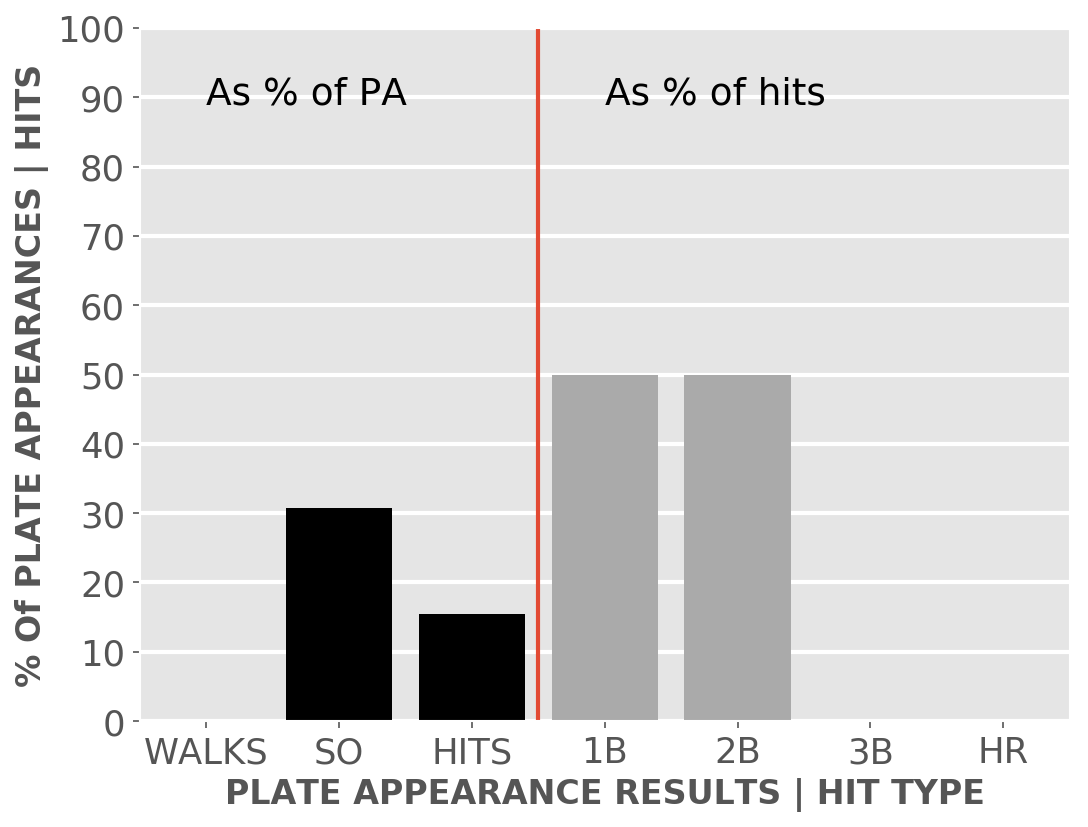 As % of PA
As % of hits
% Of PLATE APPEARANCES | HITS
100
90
80
70
60
50
40
30
20
10
0
WALKS SO HITS 1B 2B 3B HR
PLATE APPEARANCE RESULTS | HIT TYPE